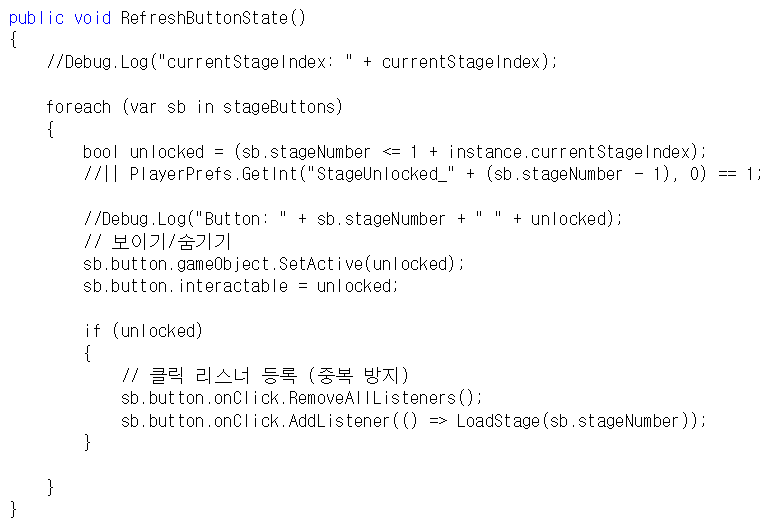 public void RefreshButtonState()
{
    //Debug.Log("currentStageIndex: " + currentStageIndex);

    foreach (var sb in stageButtons)
    {
        bool unlocked = (sb.stageNumber <= 1 + instance.currentStageIndex);
        //|| PlayerPrefs.GetInt("StageUnlocked_" + (sb.stageNumber - 1), 0) == 1;

        //Debug.Log("Button: " + sb.stageNumber + " " + unlocked);
        // 보이기/숨기기
        sb.button.gameObject.SetActive(unlocked);
        sb.button.interactable = unlocked;

        if (unlocked)
        {
            // 클릭 리스너 등록 (중복 방지)
            sb.button.onClick.RemoveAllListeners();
            sb.button.onClick.AddListener(() => LoadStage(sb.stageNumber));
        }

    }
}